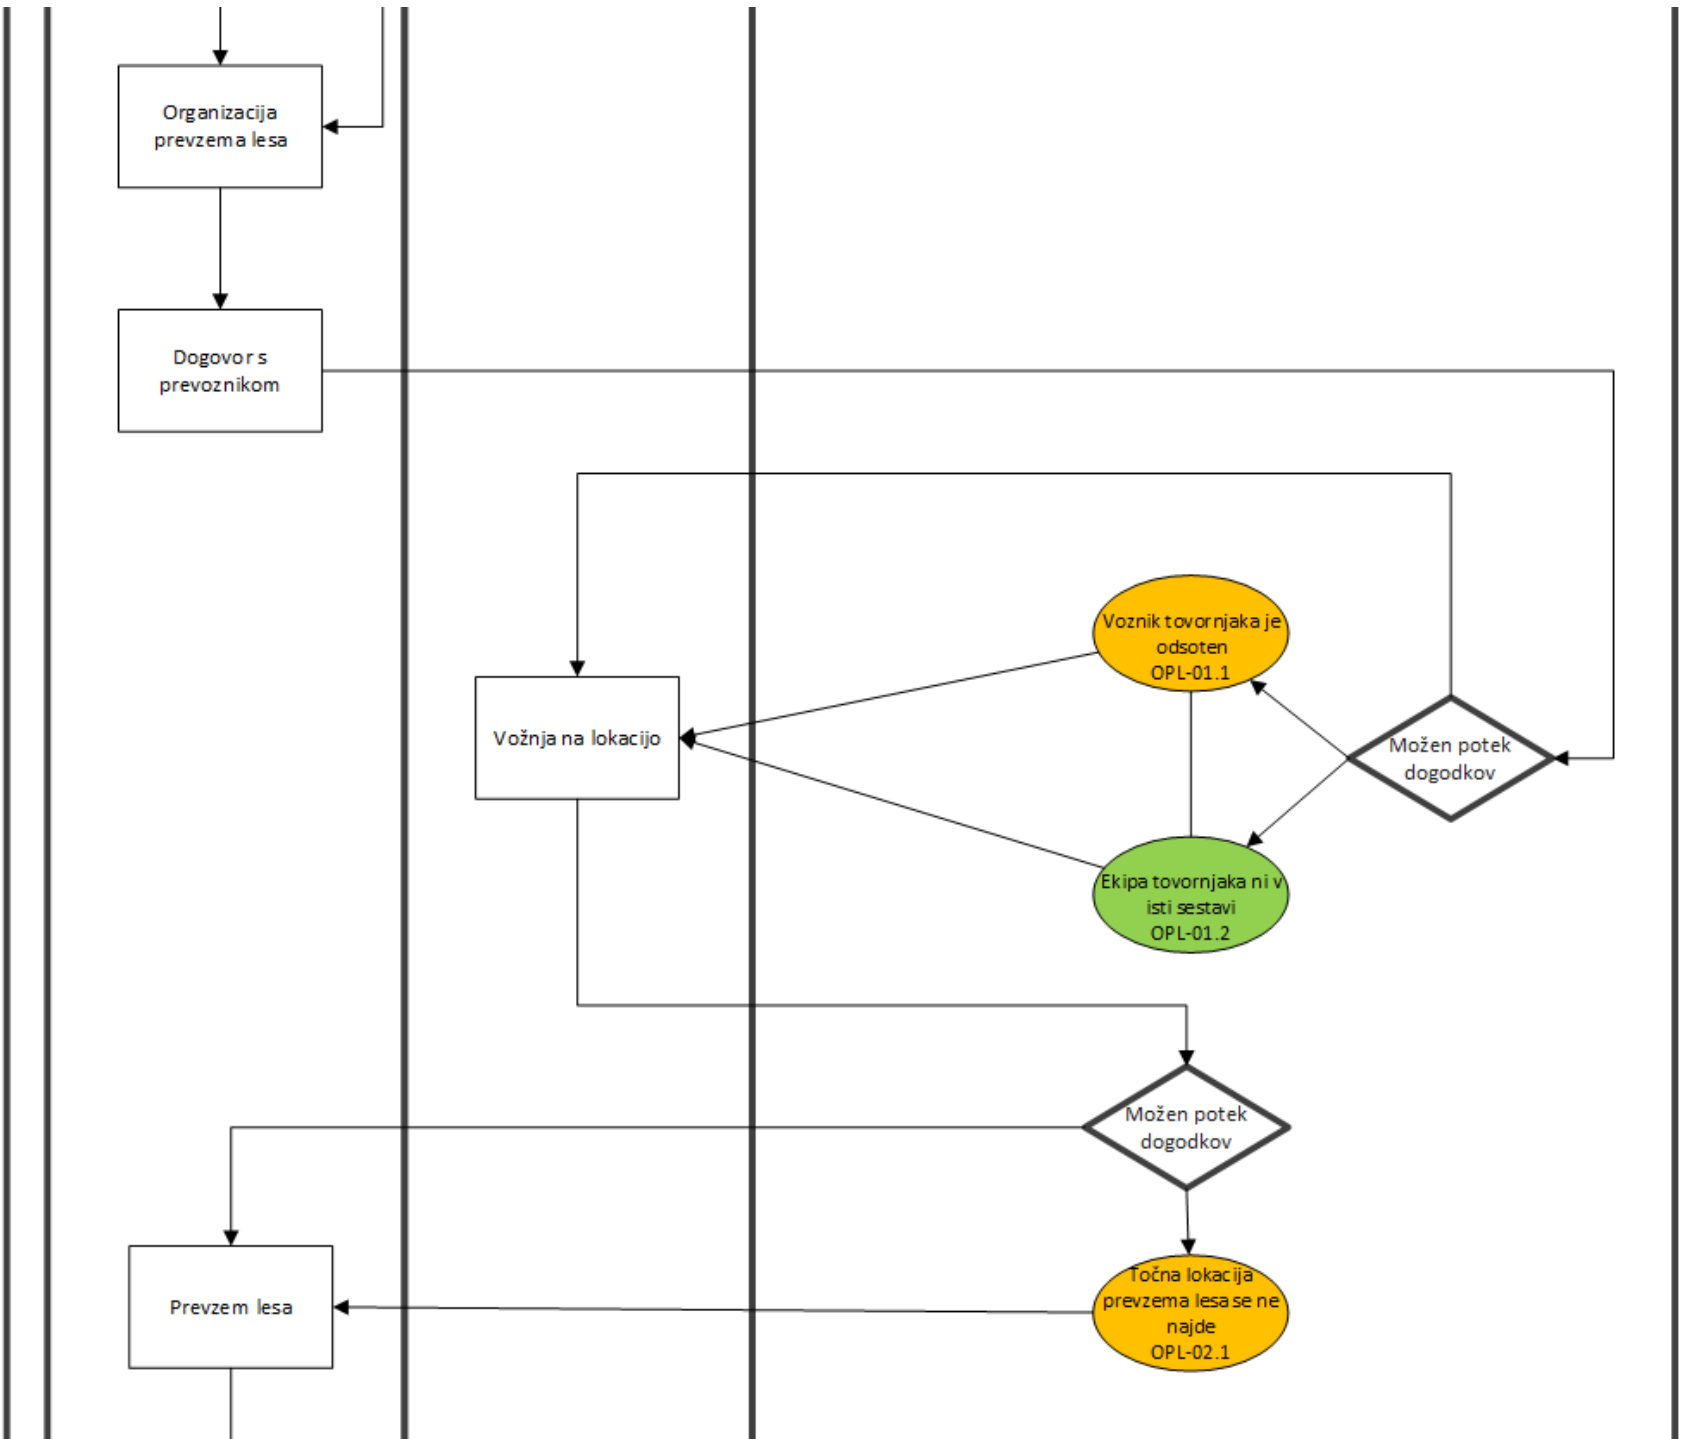 Organizacija
prevzema lesa
Dogovor s
prevoznikom
Voznik tovornjaka je
odsoten
OPL-01.1
Vožnja na lokacijo
Možen potek
dogodkov
Ekipa tovornjaka ni v
isti sestavi
OPL-01.2
Možen potek
dogodkov
Prevzem lesa
Točna lokacija
prevzema lesa se ne
najde
OPL-02.1